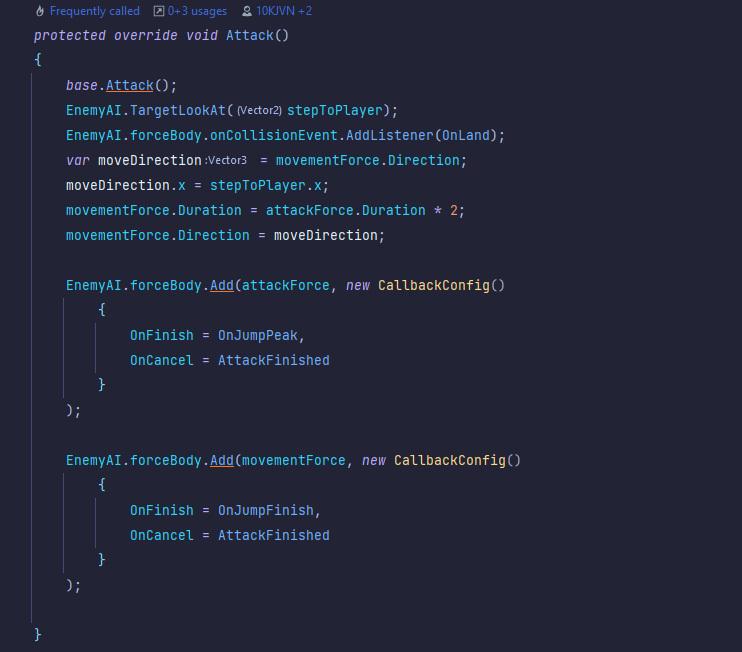 Frequently called 0+3 usages 10KJVN +2
protected override void Attack()
{
base.Attack();
EnemyAI.TargetLookAt((Vector2) stepToPlayer);
EnemyAI.forceBody.onCollisionEvent.AddListener(OnLand);
var moveDirection :Vector3 = movementForce.Direction;
moveDirection.x = stepToPlayer.x;
movementForce.Duration = attackForce.Duration * 2;
movementForce.Direction = moveDirection;
EnemyAI.forceBody.Add(attackForce, new CallbackConfig()
{
OnFinish = OnJumpPeak,
OnCancel = AttackFinished
}
);
EnemyAI.forceBody.Add(movementForce, new CallbackConfig()
{
OnFinish = OnJumpFinish,
OnCancel = AttackFinished
}
);
}